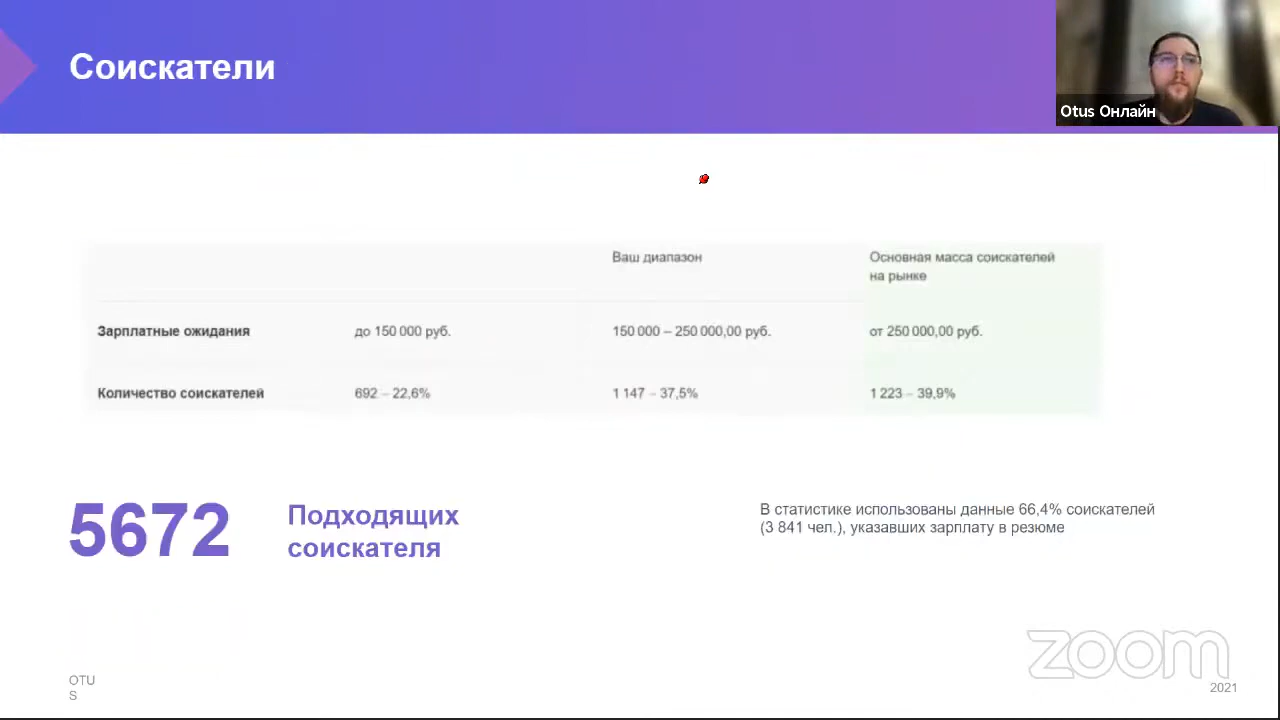 Соискатели
Otus Онлайн
Ваш диапазон
Основная масса соискателей
на рынке
Зарплатные ожидания
до 150 000 руб.
150 000 – 250 000,00 руб.
от 250 000,00 руб.
Количество соискателей
692 – 22,6%
1 147 – 37,5%
1 223 – 39,9%
5672
Подходящих
соискателя
В статистике использованы данные 66,4% соискателей
(3 841 чел.), указавших зарплату в резюме
zoom
OTU
S
2021